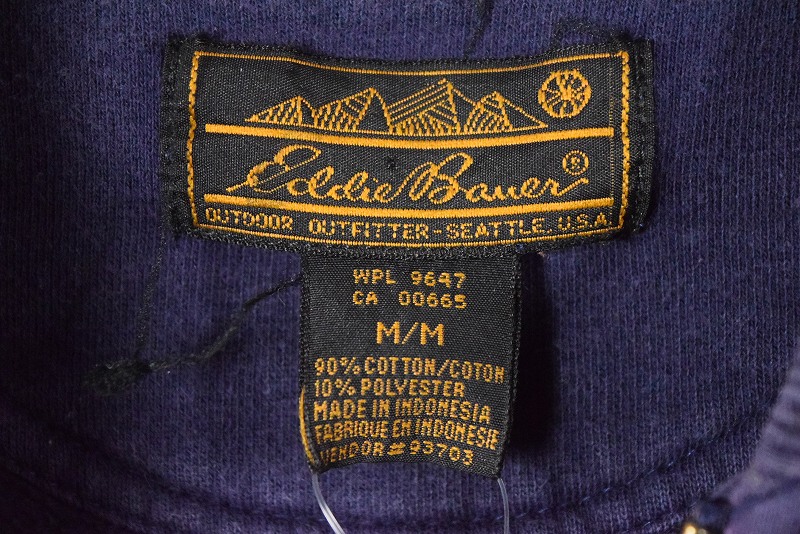 Eddie Bauer®
OUTDOOR OUTFITTER-SEATTLE, U.S.A.
WPL 9647
CA 00665
M/M
90% COTTON/COTON
10% POLYESTER
MADE IN INDONESIA
FABRIQUE EN INDONESIE
VENDOR #93703